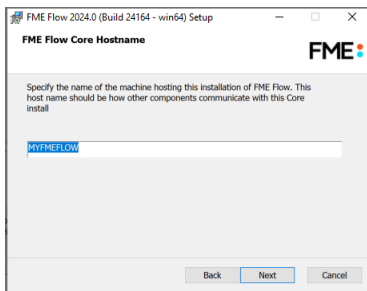 FME Flow 2024.0 (Build 24164 - win64) Setup
FME Flow Core Hostname
FME
Specify the name of the machine hosting this installation of FME Flow. This
host name should be how other components communicate with this Core
install
MYFMEFLOW
Back Next Cancel